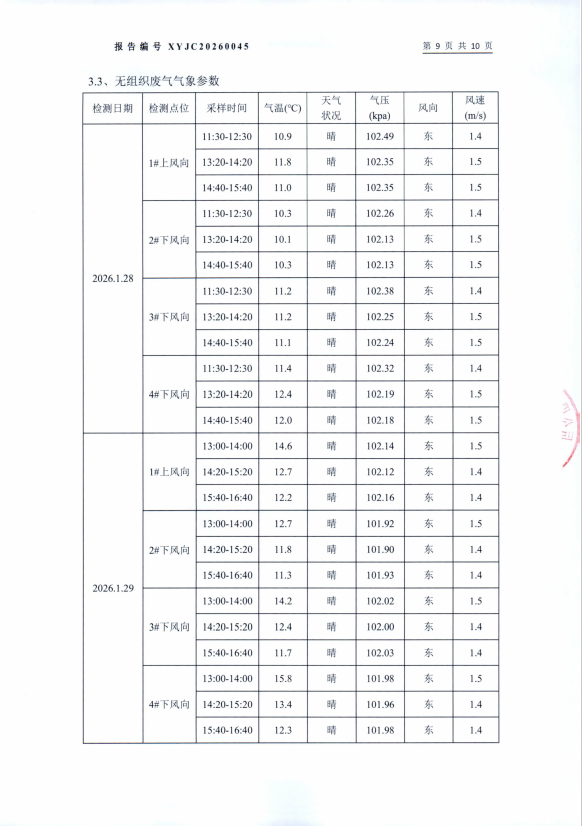 报告编号 XYJC20260045 第 9 页 共 10 页
3.3、无组织废气气象参数
检测日期 检测点位 采样时间 气温(℃) 天气状况 气压(kpa) 风向 风速(m/s)
2026.1.28 1#上风向 11:30-12:30 10.9 晴 102.49 东 1.4
13:20-14:20 11.8 晴 102.35 东 1.5
14:40-15:40 11.0 晴 102.35 东 1.5
2#下风向 11:30-12:30 10.3 晴 102.26 东 1.4
13:20-14:20 10.1 晴 102.13 东 1.5
14:40-15:40 10.3 晴 102.13 东 1.5
3#下风向 11:30-12:30 11.2 晴 102.38 东 1.4
13:20-14:20 11.2 晴 102.25 东 1.5
14:40-15:40 11.1 晴 102.24 东 1.5
4#下风向 11:30-12:30 11.4 晴 102.32 东 1.4
13:20-14:20 12.4 晴 102.19 东 1.5
14:40-15:40 12.0 晴 102.18 东 1.5
2026.1.29 1#上风向 13:00-14:00 14.6 晴 102.14 东 1.5
14:20-15:20 12.7 晴 102.12 东 1.4
15:40-16:40 12.2 晴 102.16 东 1.4
2#下风向 13:00-14:00 12.7 晴 101.92 东 1.5
14:20-15:20 11.8 晴 101.90 东 1.4
15:40-16:40 11.3 晴 101.93 东 1.4
3#下风向 13:00-14:00 14.2 晴 102.02 东 1.5
14:20-15:20 12.4 晴 102.00 东 1.4
15:40-16:40 11.7 晴 102.03 东 1.4
4#下风向 13:00-14:00 15.8 晴 101.98 东 1.5
14:20-15:20 13.4 晴 101.96 东 1.4
15:40-16:40 12.3 晴 101.98 东 1.4